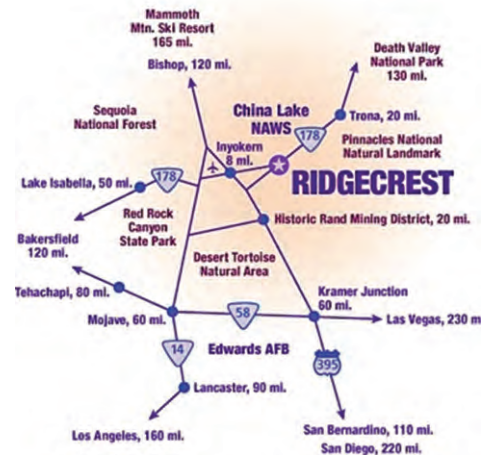 Mammoth
Mtn. Ski Resort
165 mi.
Bishop, 120 mi.
Death Valley
National Park
130 mi.
Sequoia
National Forest
China Lake
NAWS
Trona, 20 mi.
178
Inyokern
8 mi.
Pinnacles National
Natural Landmark
178
RIDGECREST
Lake Isabella, 50 mi.
Red Rock
Canyon
State Park
Historic Rand Mining District, 20 mi.
Bakersfield
120 mi.
Desert Tortoise
Natural Area
Tehachapi, 80 mi.
Kramer Junction
60 mi.
Mojave, 60 mi.
58
Las Vegas, 230 m
14
Edwards AFB
395
Lancaster, 90 mi.
Los Angeles, 160 mi.
San Bernardino, 110 mi.
San Diego, 220 mi.